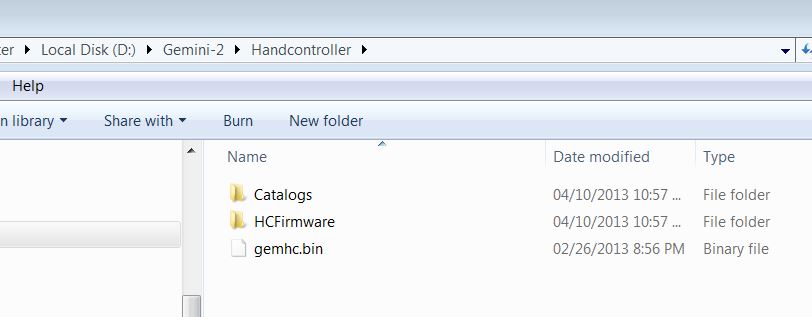 ter ▸ Local Disk (D:) ▸ Gemini-2 ▸ Handcontroller ▸
Help
n library Share with Burn New folder
Name Date modified Type
Catalogs 04/10/2013 10:57 ... File folder
HCFirmware 04/10/2013 10:57 ... File folder
gemhc.bin 02/26/2013 8:56 PM Binary file